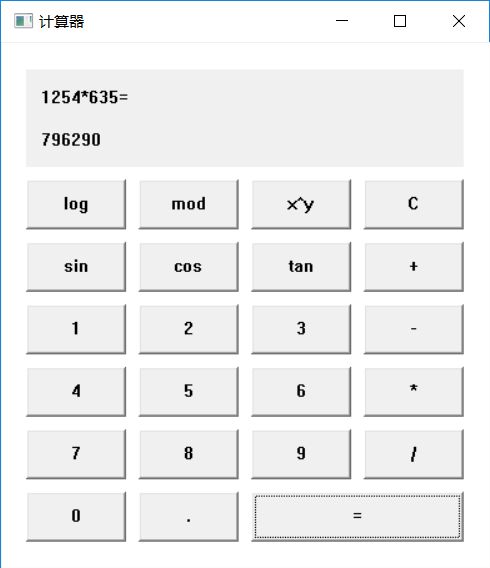 计算器
1254*635=
796290
log mod x^y C
sin cos tan +
1 2 3 -
4 5 6 *
7 8 9 /
0 . =